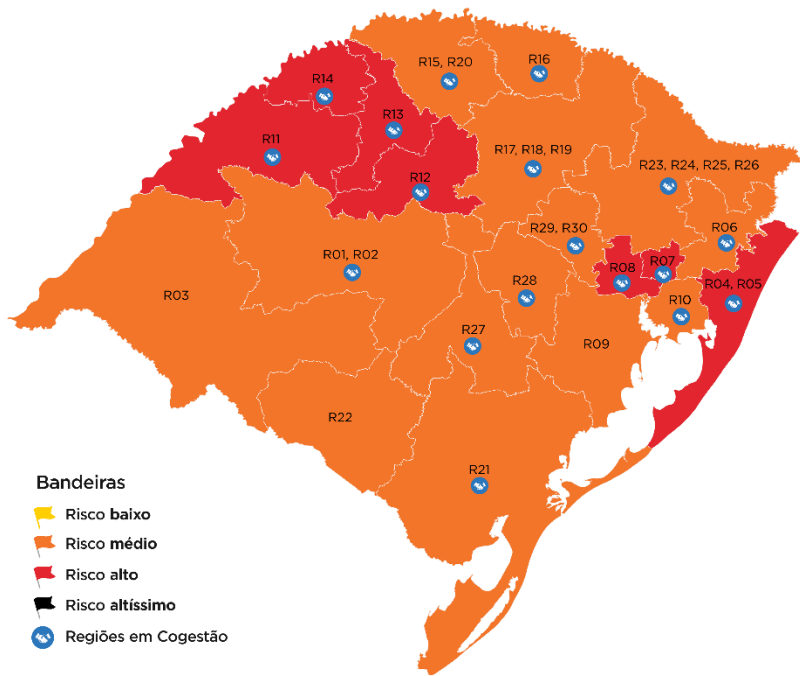 R15, R20
R16
R14
R13
R11
R12
R17, R18, R19
R23, R24, R25, R26
R29, R30
R06
R01, R02
R08
R07
R04, R05
R03
R28
R10
R27
R09
R22
R21
Bandeiras
Risco baixo
Risco médio
Risco alto
Risco altíssimo
Regiões em Cogestão